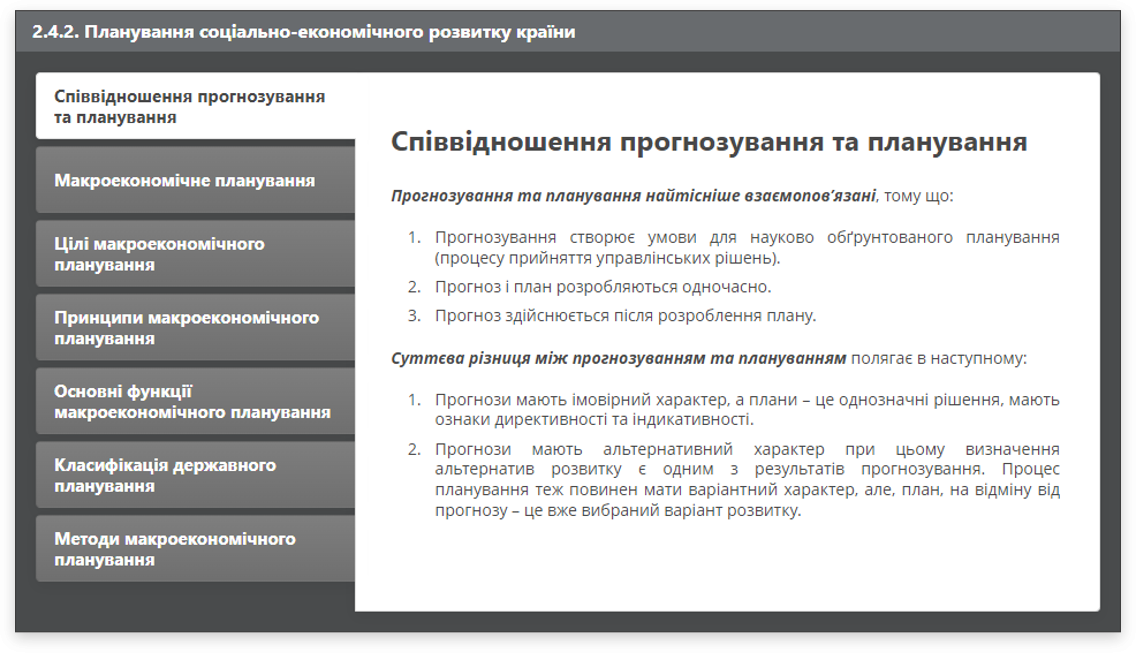 2.4.2. Планування соціально-економічного розвитку країни
Співвідношення прогнозування
та планування
Макроекономічне планування
Цілі макроекономічного
планування
Принципи макроекономічного
планування
Основні функції
макроекономічного планування
Класифікація державного
планування
Методи макроекономічного
планування
Співвідношення прогнозування та планування
Прогнозування та планування найтісніше взаємопов’язані, тому що:
1. Прогнозування створює умови для науково обґрунтованого планування
(процесу прийняття управлінських рішень).
2. Прогноз і план розробляються одночасно.
3. Прогноз здійснюється після розроблення плану.
Суттєва різниця між прогнозуванням та плануванням полягає в наступному:
1. Прогнози мають імовірний характер, а плани – це однозначні рішення, мають
ознаки директивності та індикативності.
2. Прогнози мають альтернативний характер при цьому визначення
альтернатив розвитку є одним з результатів прогнозування. Процес
планування теж повинен мати варіантний характер, але, план, на відміну від
прогнозу – це вже вибраний варіант розвитку.